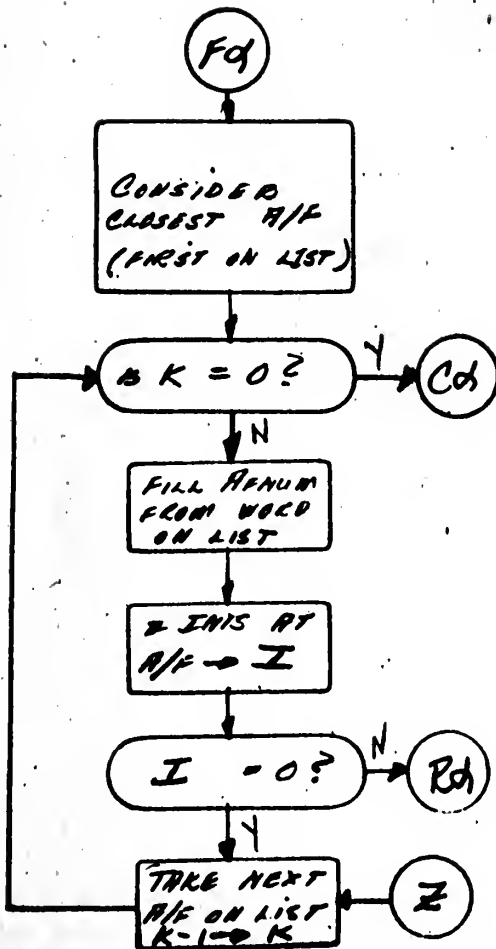 Fα
CONSIDER
CLOSEST A/F
(FIRST ON LIST)
IS K = 0?
Y
Cα
N
FILL AFNUM
FROM WORD
ON LIST
INTS AT
A/F → I
I = 0?
N
Rα
Y
TAKE NEXT
A/F ON LIST
K-1 → K
Z